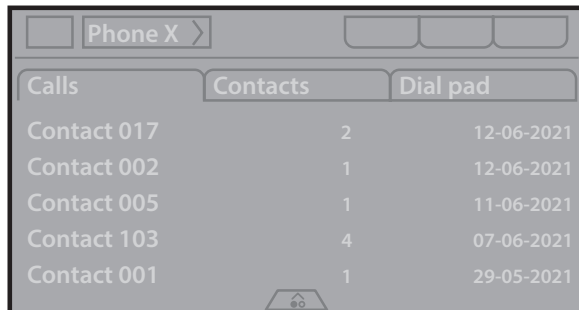 Phone X
Calls Contacts Dial pad
Contact 017 2 12-06-2021
Contact 002 1 12-06-2021
Contact 005 1 11-06-2021
Contact 103 4 07-06-2021
Contact 001 1 29-05-2021